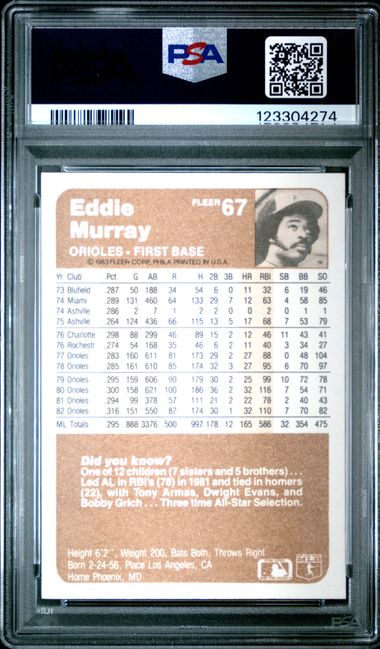 PSA
123304274
Eddie
Murray
FLEER 67
ORIOLES • FIRST BASE
© 1983 FLEER CORP. PHILA PRINTED IN U.S.A.
Yr. Club Pct. G AB R H 2B 3B HR RBI SB BB SO
73 Blufield .287 50 188 34 54 6 0 11 32 6 19 46
74 Miami .289 131 460 64 133 29 7 12 63 4 58 85
74 Ashvlle .286 2 7 1 2 2 0 0 2 0 1 1
75 Ashvlle .264 124 436 66 115 13 5 17 68 7 53 79
76 Charlotte .298 88 299 46 89 15 2 12 46 11 43 41
76 Rochestr .274 54 168 35 46 6 2 11 40 3 34 27
77 Orioles .283 160 611 81 173 29 2 27 88 0 48 104
78 Orioles .285 161 610 85 174 32 3 27 95 6 70 97
79 Orioles .295 159 606 90 179 30 2 25 99 10 72 78
80 Orioles .300 158 621 100 186 36 2 32 116 7 54 71
81 Orioles .294 99 378 57 111 21 2 22 78 2 40 43
82 Orioles .316 151 550 87 174 30 1 32 110 7 70 82
ML Totals .295 888 3376 500 997 178 12 165 586 32 354 475
Did you know?
One of 12 children (7 sisters and 5 brothers) . . .
Led AL in RBI's (78) in 1981 and tied in homers
(22), with Tony Armas, Dwight Evans, and
Bobby Grich . . . Three time All-Star Selection.
Height 6'2", Weight 200, Bats Both, Throws Right
Born 2-24-56, Place Los Angeles, CA
Home Phoenix, MD